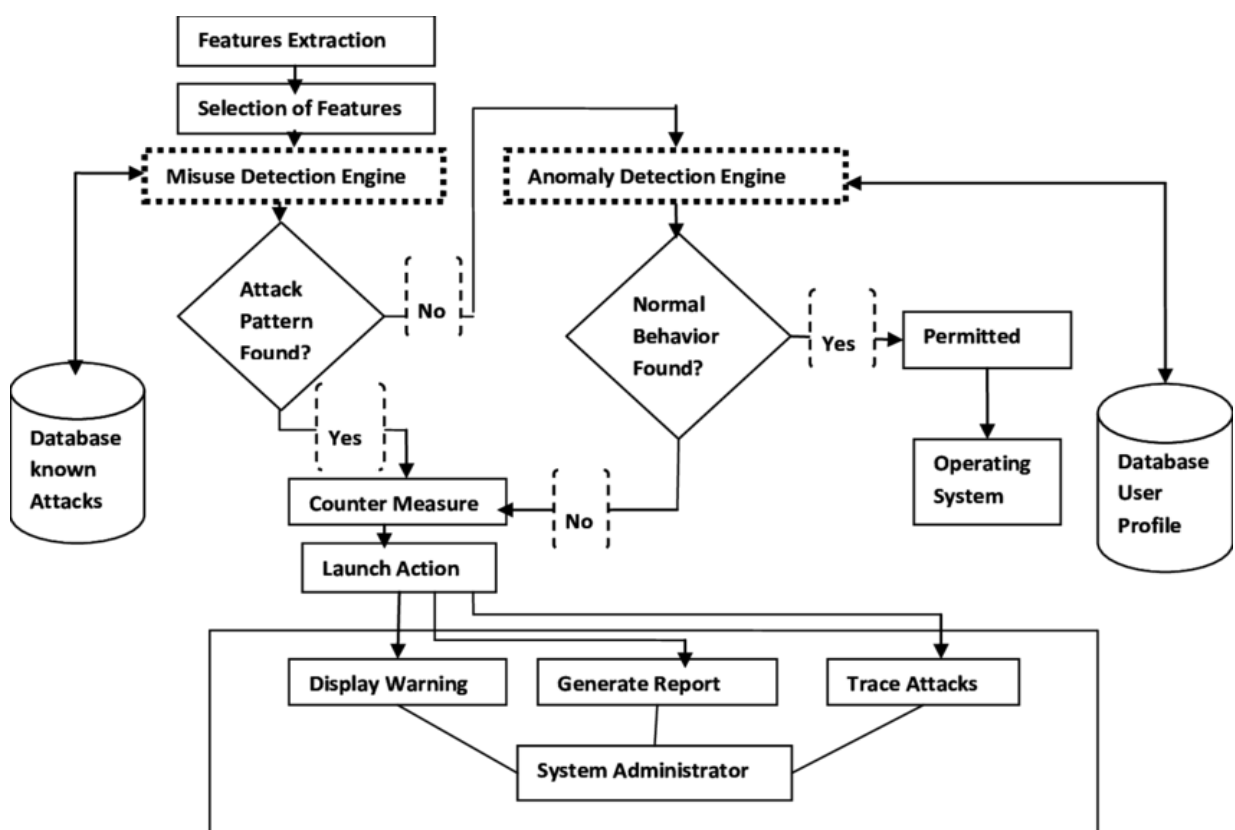 Features Extraction
Selection of Features
Misuse Detection Engine
Anomaly Detection Engine
Attack
Pattern
Found?
No
Normal
Behavior
Found?
Yes
Permitted
Database
known
Attacks
Yes
Operating
System
Database
User
Profile
Counter Measure
No
Launch Action
Display Warning
Generate Report
Trace Attacks
System Administrator